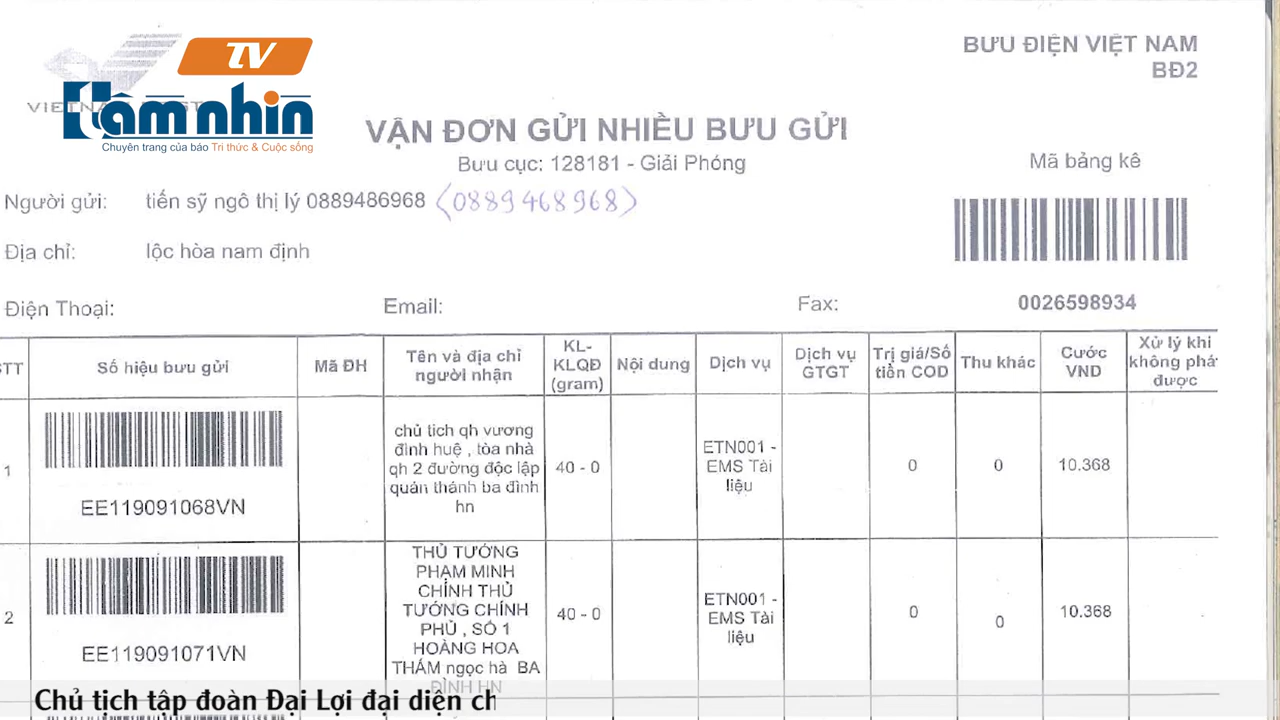 TV
tầm nhìn
Chuyên trang của báo Tri thức & Cuộc sống
BƯU ĐIỆN VIỆT NAM
BĐ2
VẬN ĐƠN GỬI NHIỀU BƯU GỬI
Bưu cục: 128181 - Giải Phóng
Mã bảng kê
Người gửi: tiến sỹ ngô thị lý 0889486968 (0889468968)
Địa chỉ: lộc hòa nam định
Điện Thoại: Email: Fax: 0026598934
STT
Số hiệu bưu gửi
Mã ĐH
Tên và địa chỉ
người nhận
KL-
KLQĐ
(gram)
Nội dung
Dịch vụ
Dịch vụ
GTGT
Trị giá/Số
tiền COD
Thu khác
Cước
VND
Xử lý khi
không phát
được
1
EE119091068VN
chủ tich qh vương
đình huệ , tòa nhà
qh 2 đường độc lập
quán thánh ba đình
hn
40 - 0
ETN001 -
EMS Tài
liệu
0
0
10.368
2
EE119091071VN
THỦ TƯỚNG
PHẠM MINH
CHÍNH THỦ
TƯỚNG CHÍNH
PHỦ , SỐ 1
HOÀNG HOA
THÁM ngọc hà BA
ĐÌNH HN
40 - 0
ETN001 -
EMS Tài
liệu
0
0
10.368
Chủ tịch tập đoàn Đại Lợi đại diện ch